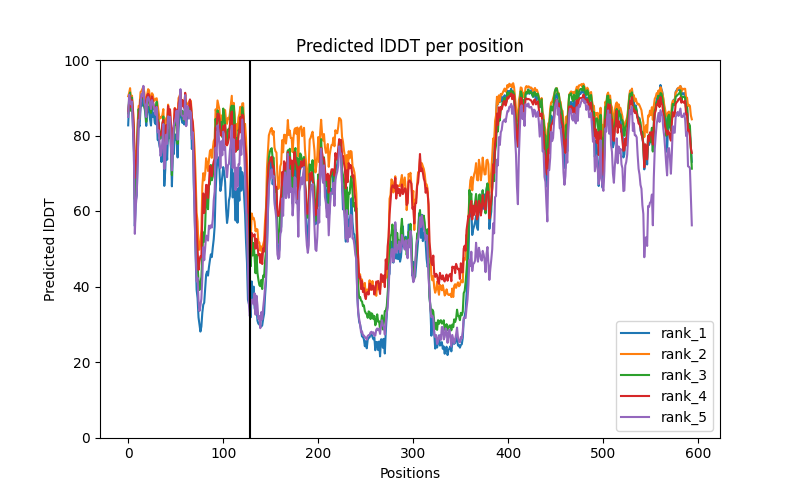 Predicted lDDT per position
100
80
60
40
20
0
Predicted lDDT
0 100 200 300 400 500 600
Positions
rank_1
rank_2
rank_3
rank_4
rank_5